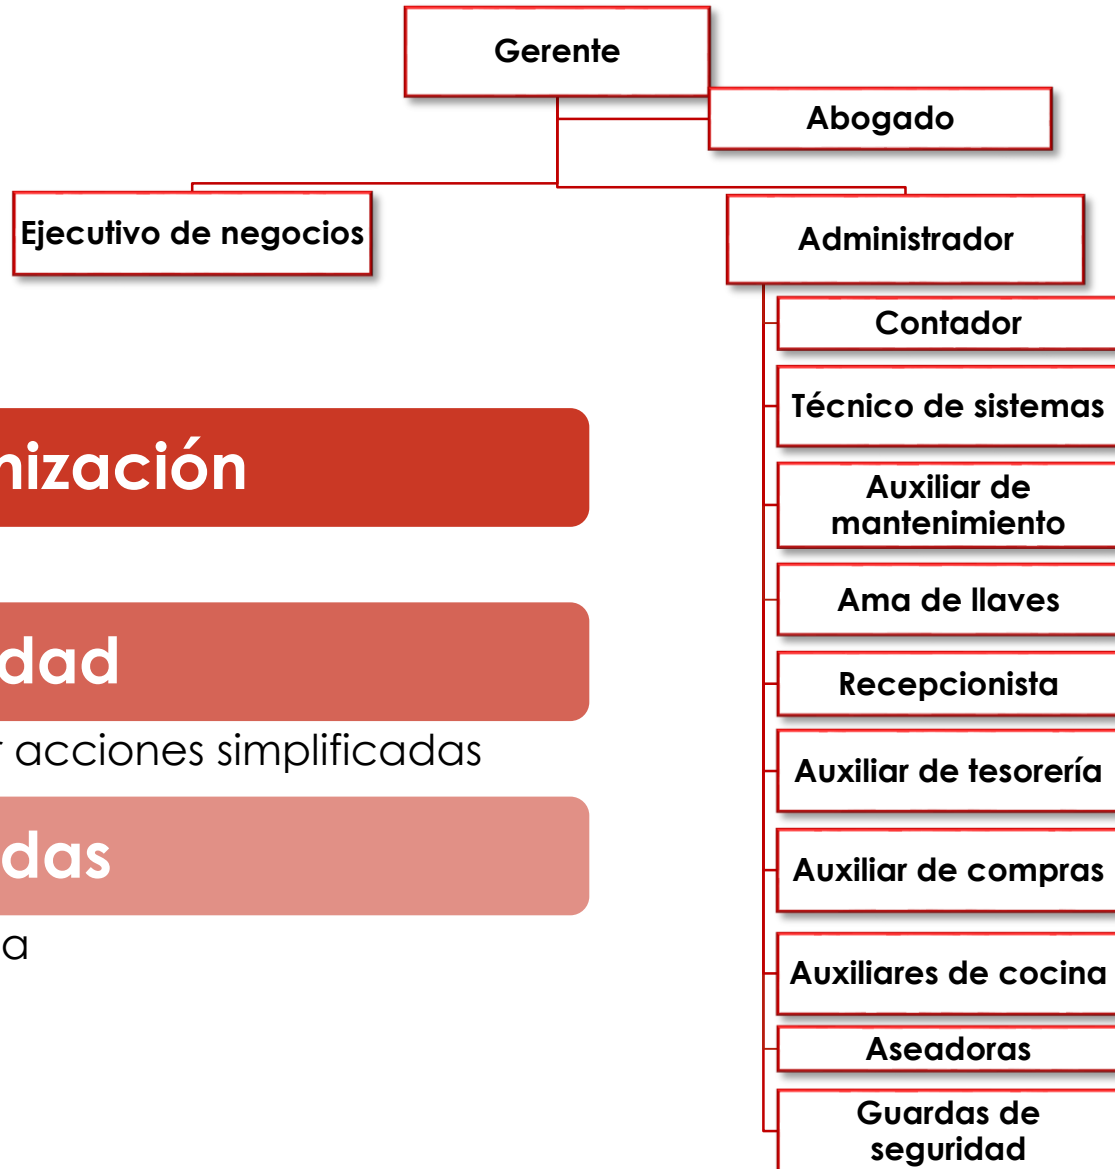 Gerente
Abogado
Ejecutivo de negocios
Administrador
Contador
Técnico de sistemas
Auxiliar de
mantenimiento
Ama de llaves
Recepcionista
Auxiliar de tesorería
Auxiliar de compras
Auxiliares de cocina
Aseadoras
Guardas de
seguridad
nización
dad
r acciones simplificadas
das
a